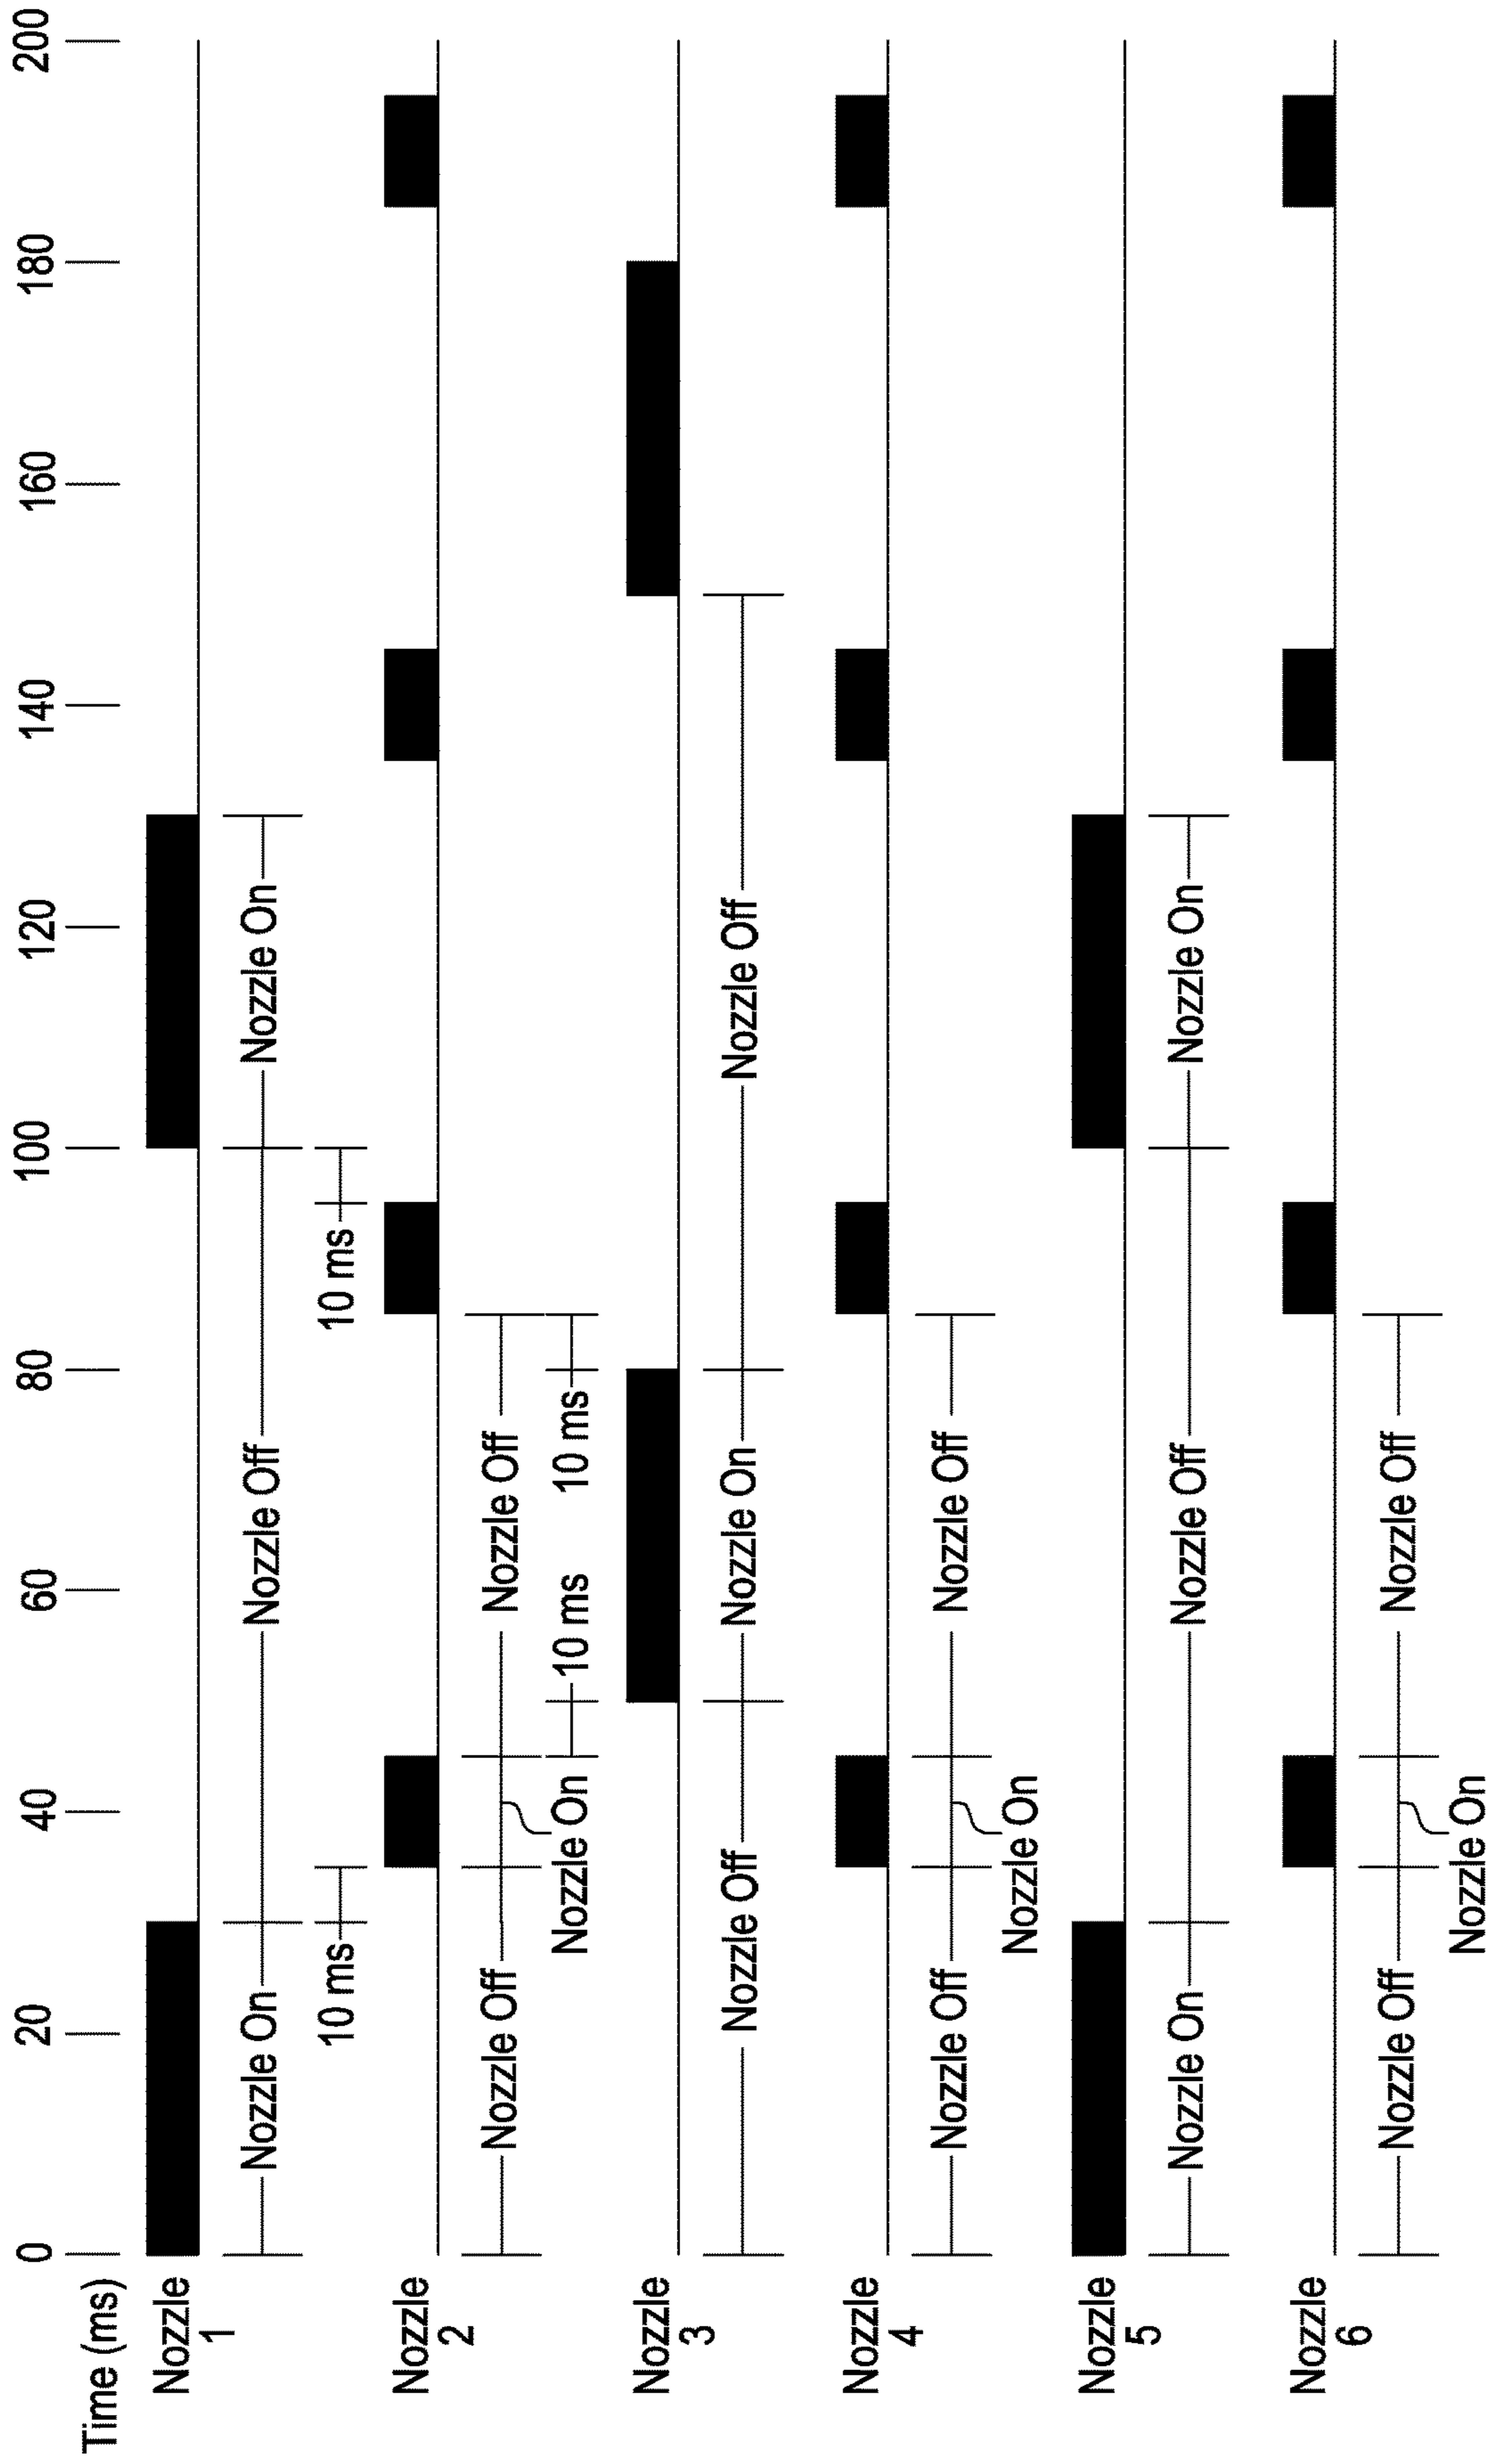 Time (ms) 0 20 40 60 80 100 120 140 160 180 200
Nozzle
1
Nozzle On Nozzle Off Nozzle On
10 ms 10 ms
Nozzle
2
Nozzle Off Nozzle Off
Nozzle On 10 ms 10 ms
Nozzle
3
Nozzle Off Nozzle On Nozzle Off
Nozzle
4
Nozzle Off Nozzle Off
Nozzle On
Nozzle
5
Nozzle On Nozzle Off Nozzle On
Nozzle
6
Nozzle Off Nozzle Off
Nozzle On